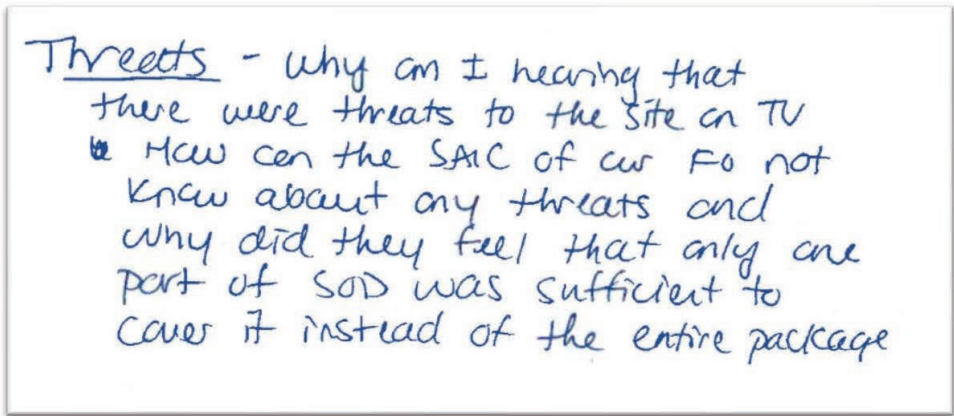 Threats - Why am I hearing that
there were threats to the site on TV
How can the SAIC of our FO not
know about any threats and
why did they feel that only one
part of SOD was sufficient to
cover it instead of the entire package